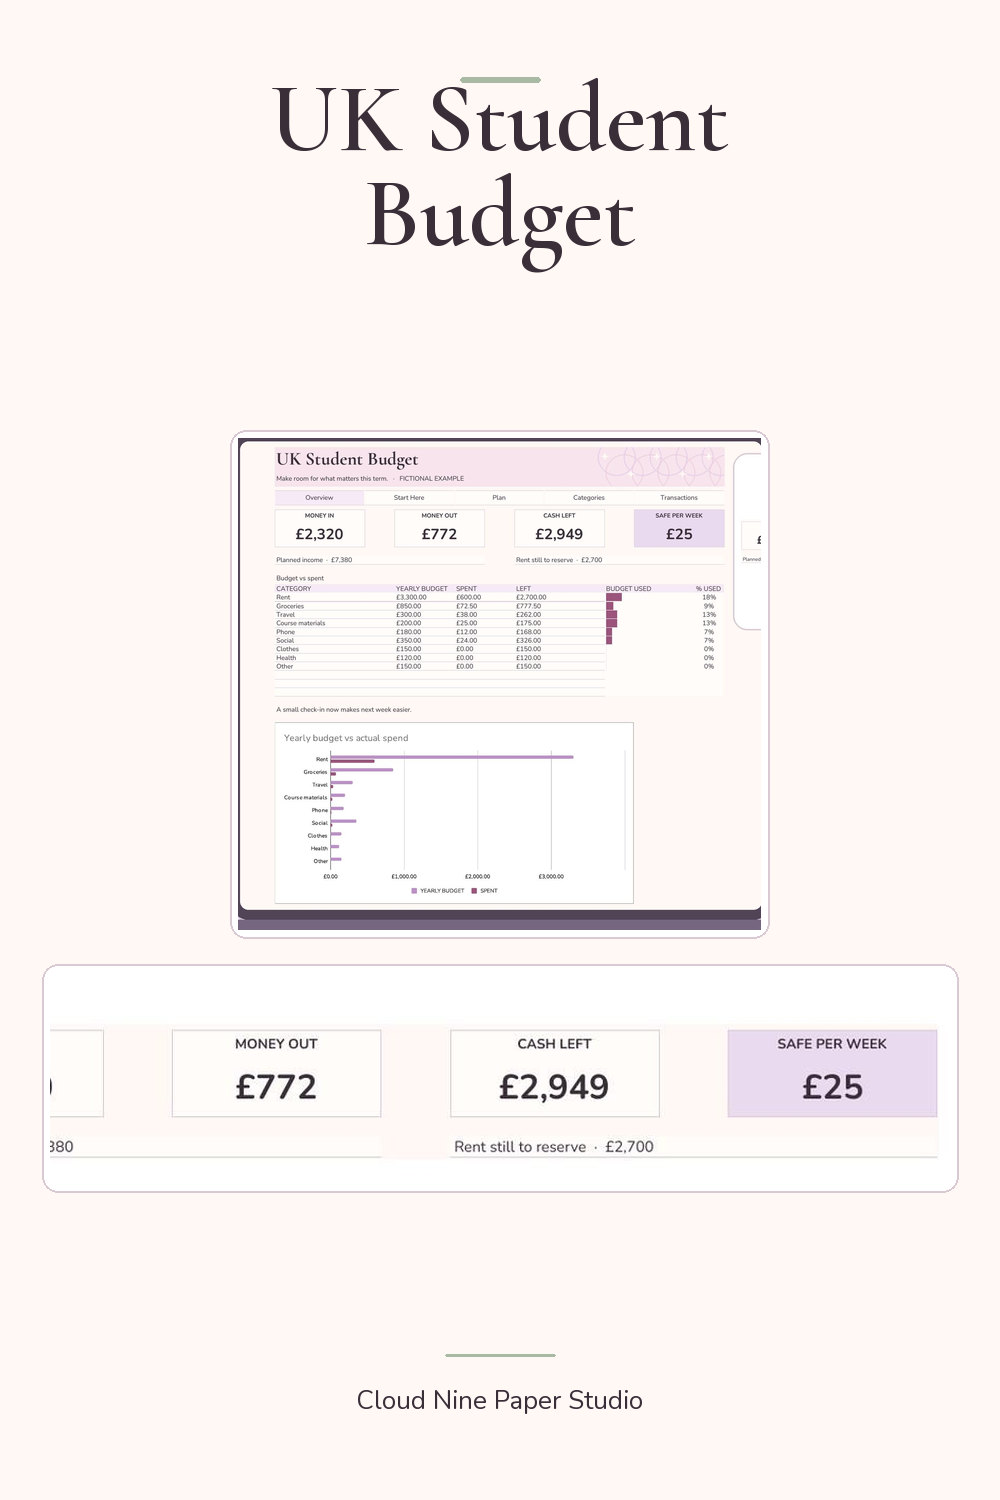 UK Student
Budget
UK Student Budget
Make room for what matters this term. · FICTIONAL EXAMPLE
Overview Start Here Plan Categories Transactions
MONEY IN MONEY OUT CASH LEFT SAFE PER WEEK
£2,320 £772 £2,949 £25
£
Planned income · £7,380 Rent still to reserve · £2,700
Planned
Budget vs spent
CATEGORY YEARLY BUDGET SPENT LEFT BUDGET USED % USED
Rent £3,300.00 £600.00 £2,700.00 18%
Groceries £850.00 £72.50 £777.50 9%
Travel £300.00 £38.00 £262.00 13%
Course materials £200.00 £25.00 £175.00 13%
Phone £180.00 £12.00 £168.00 7%
Social £350.00 £24.00 £326.00 7%
Clothes £150.00 £0.00 £150.00 0%
Health £120.00 £0.00 £120.00 0%
Other £150.00 £0.00 £150.00 0%
A small check-in now makes next week easier.
Yearly budget vs actual spend
Rent
Groceries
Travel
Course materials
Phone
Social
Clothes
Health
Other
£0.00 £1,000.00 £2,000.00 £3,000.00
YEARLY BUDGET SPENT
MONEY OUT CASH LEFT SAFE PER WEEK
£772 £2,949 £25
380 Rent still to reserve · £2,700
Cloud Nine Paper Studio